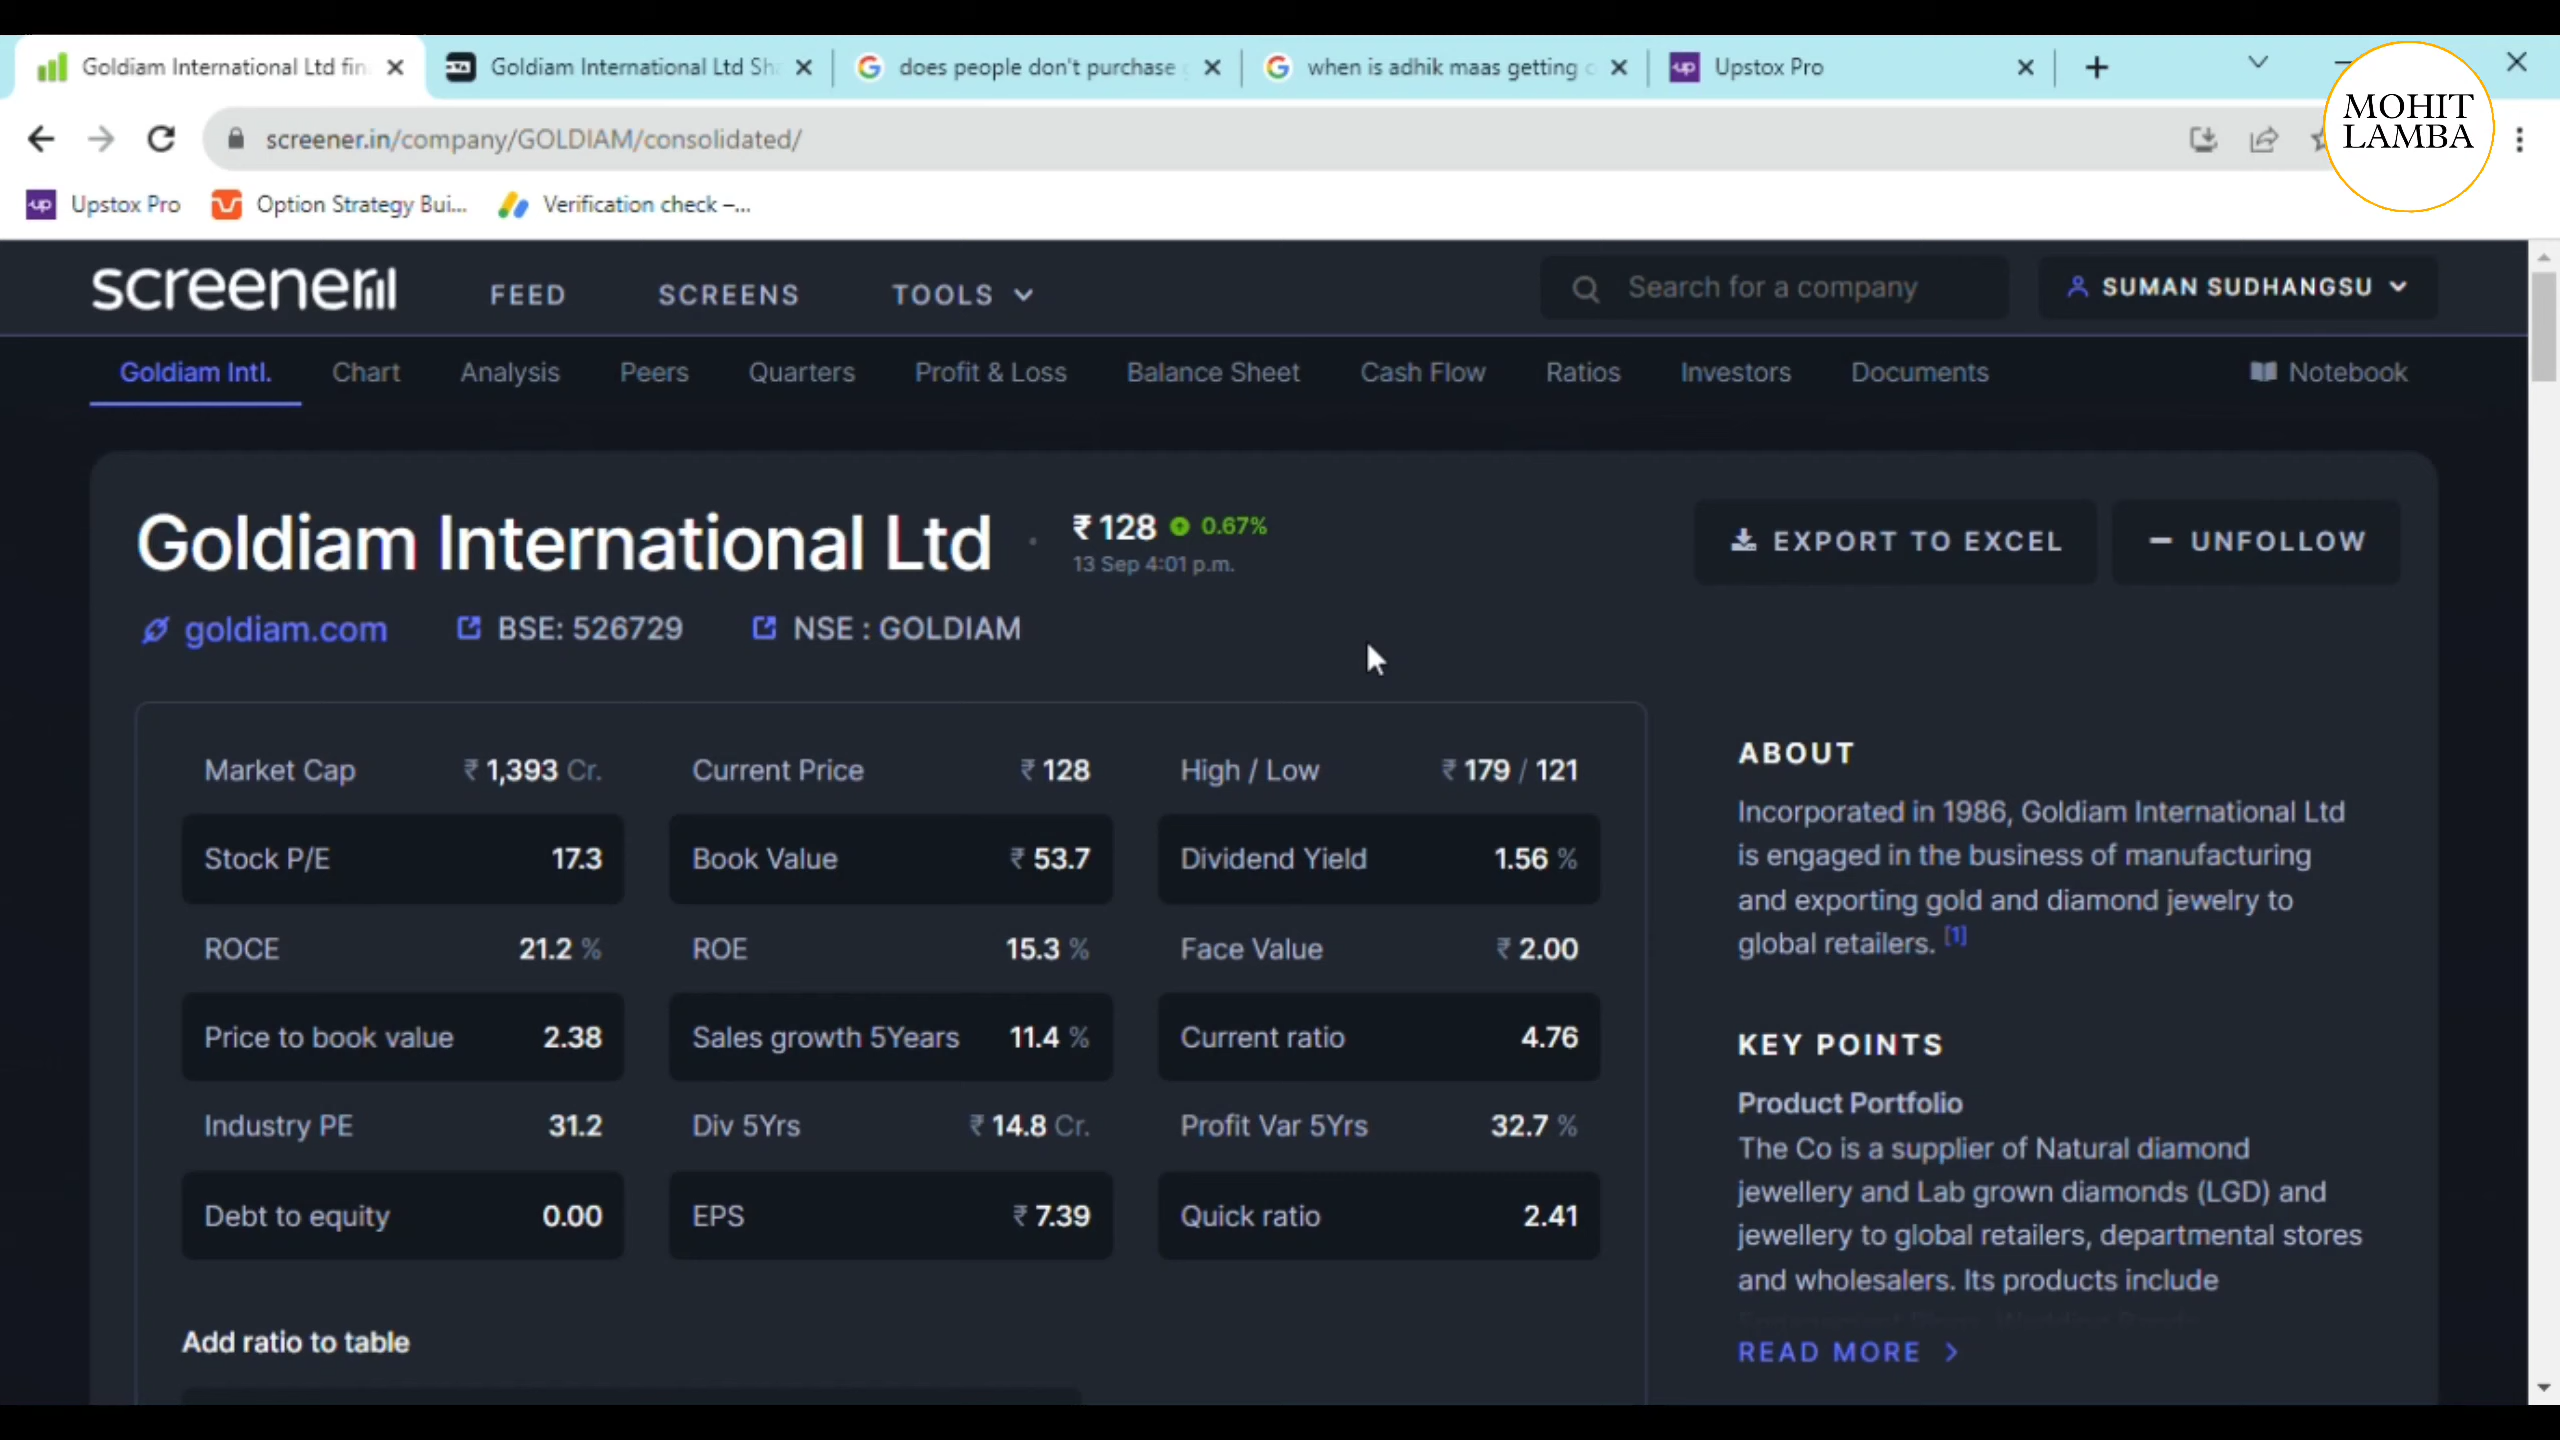 Goldiam International Ltd fin
Goldiam International Ltd Sh
does people don't purchase
when is adhik maas getting
Upstox Pro
MOHIT
LAMBA
screener.in/company/GOLDIAM/consolidated/
Upstox Pro
Option Strategy Bui...
Verification check –...
screener
FEED
SCREENS
TOOLS
Search for a company
SUMAN SUDHANGSU
Goldiam Intl.
Chart
Analysis
Peers
Quarters
Profit & Loss
Balance Sheet
Cash Flow
Ratios
Investors
Documents
Notebook
Goldiam International Ltd
₹ 128 0.67%
13 Sep 4:01 p.m.
EXPORT TO EXCEL
UNFOLLOW
goldiam.com
BSE: 526729
NSE : GOLDIAM
Market Cap ₹ 1,393 Cr.
Current Price ₹ 128
High / Low ₹ 179 / 121
Stock P/E 17.3
Book Value ₹ 53.7
Dividend Yield 1.56 %
ROCE 21.2 %
ROE 15.3 %
Face Value ₹ 2.00
Price to book value 2.38
Sales growth 5Years 11.4 %
Current ratio 4.76
Industry PE 31.2
Div 5Yrs ₹ 14.8 Cr.
Profit Var 5Yrs 32.7 %
Debt to equity 0.00
EPS ₹ 7.39
Quick ratio 2.41
Add ratio to table
ABOUT
Incorporated in 1986, Goldiam International Ltd
is engaged in the business of manufacturing
and exporting gold and diamond jewelry to
global retailers. [1]
KEY POINTS
Product Portfolio
The Co is a supplier of Natural diamond
jewellery and Lab grown diamonds (LGD) and
jewellery to global retailers, departmental stores
and wholesalers. Its products include
READ MORE